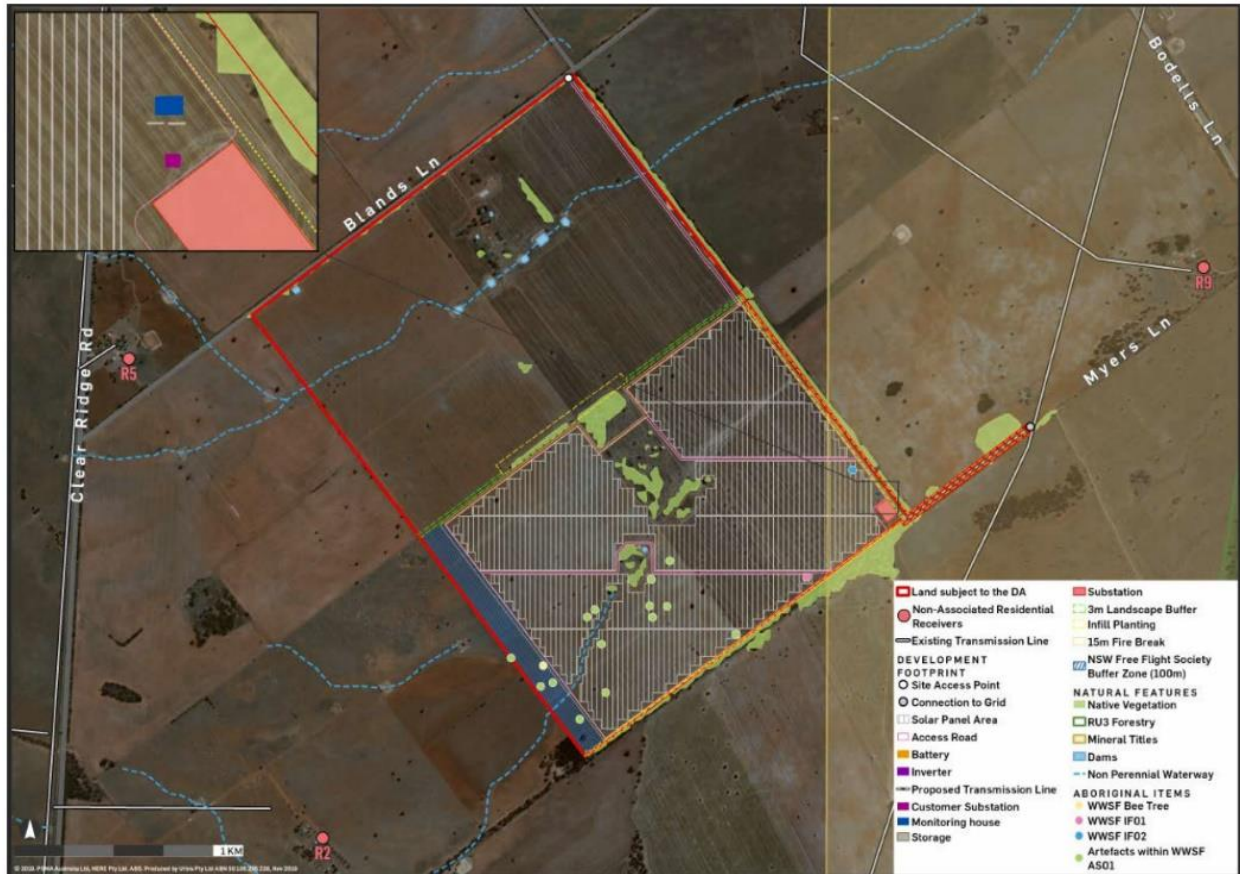 Bodells Ln
Blands Ln
R9
Myers Ln
R5
Clear Ridge Rd
R2
1 KM
Land subject to the DA
Non-Associated Residential
Receivers
Existing Transmission Line
DEVELOPMENT
FOOTPRINT
Site Access Point
Connection to Grid
Solar Panel Area
Access Road
Battery
Inverter
Proposed Transmission Line
Customer Substation
Monitoring house
Storage
Substation
3m Landscape Buffer
Infill Planting
15m Fire Break
NSW Free Flight Society
Buffer Zone (100m)
NATURAL FEATURES
Native Vegetation
RU3 Forestry
Mineral Titles
Dams
Non Perennial Waterway
ABORIGINAL ITEMS
WWSF Bee Tree
WWSF IF01
WWSF IF02
Artefacts within WWSF
AS01